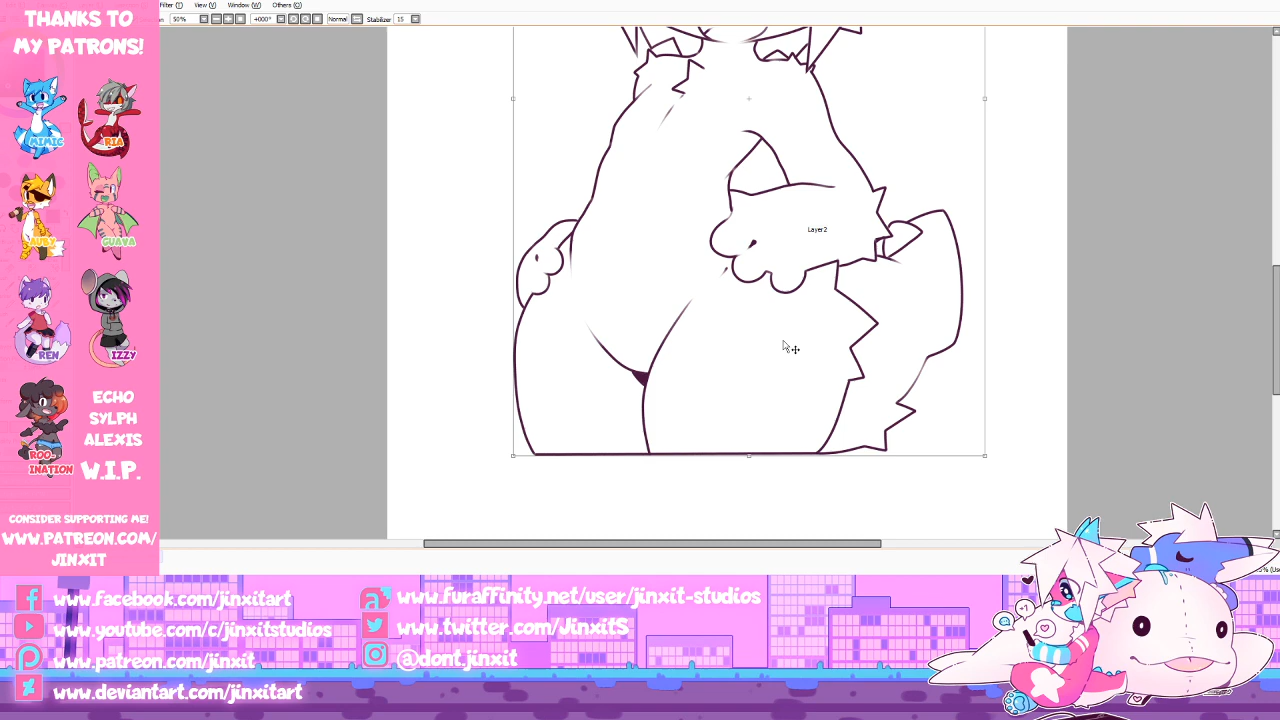 THANKS TO
MY PATRONS!
MIMIC
RIA
AUBY
GUAVA
REN
IZZY
ROO-
INATION
ECHO
SYLPH
ALEXIS
W.I.P.
CONSIDER SUPPORTING ME!
WWW.PATREON.COM/
JINXIT
Filter (T) View (V) Window (W) Others (O)
50% +000° Normal Stabilizer 15
Layer2
www.facebook.com/jinxitart
www.youtube.com/c/jinxitstudios
www.patreon.com/jinxit
www.deviantart.com/jinxitart
www.furaffinity.net/user/jinxit-studios
www.twitter.com/JinxitS
@dont.jinxit